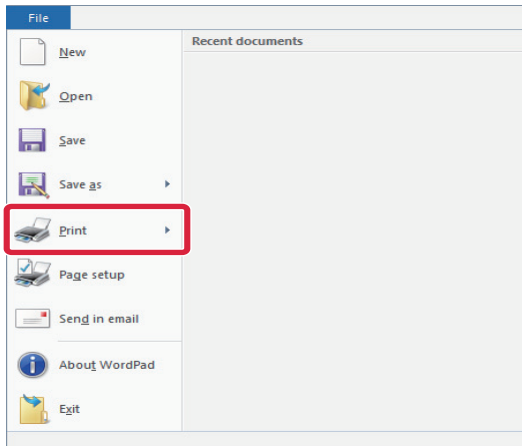 File
Recent documents
New
Open
Save
Save as
Print
Page setup
Send in email
About WordPad
Exit